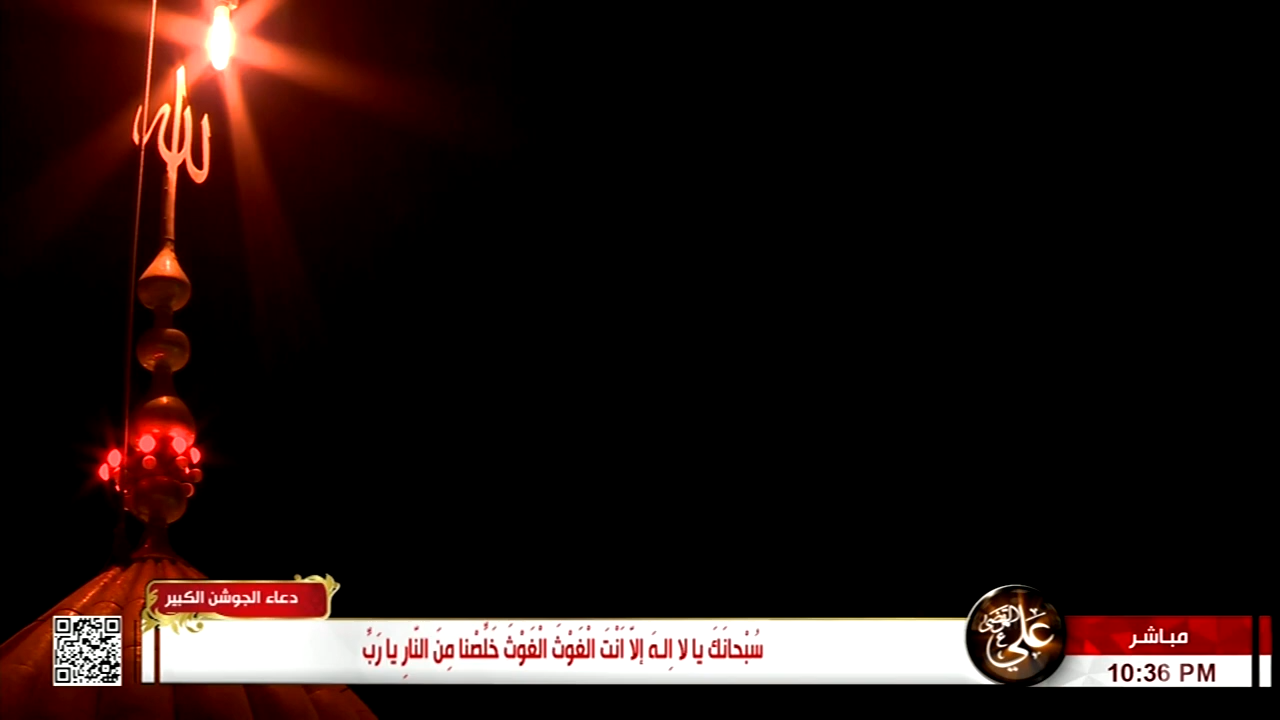 الله
دعاء الجوشن الكبير
سُبْحانَكَ يا لا اِلـهَ إلاّ اَنْتَ الْغَوْثَ الْغَوْثَ خَلِّصْنا مِنَ النّارِ يا رَبِّ
علي المرتضى ع
مباشر
10:36 PM